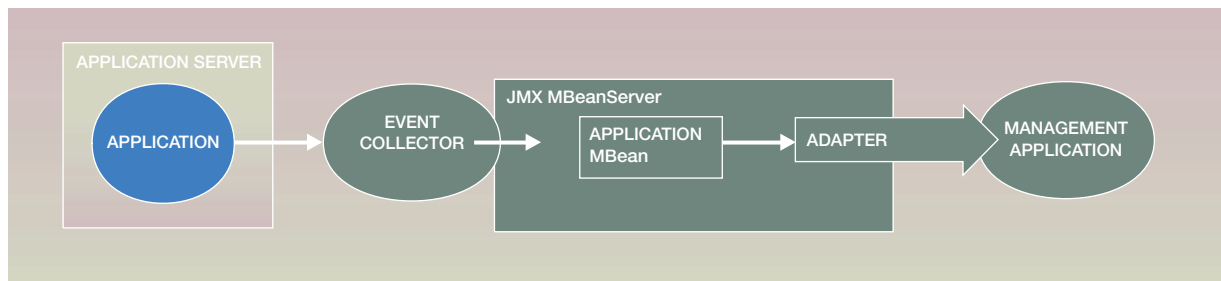 APPLICATION SERVER
APPLICATION
EVENT
COLLECTOR
JMX MBeanServer
APPLICATION
MBean
ADAPTER
MANAGEMENT
APPLICATION